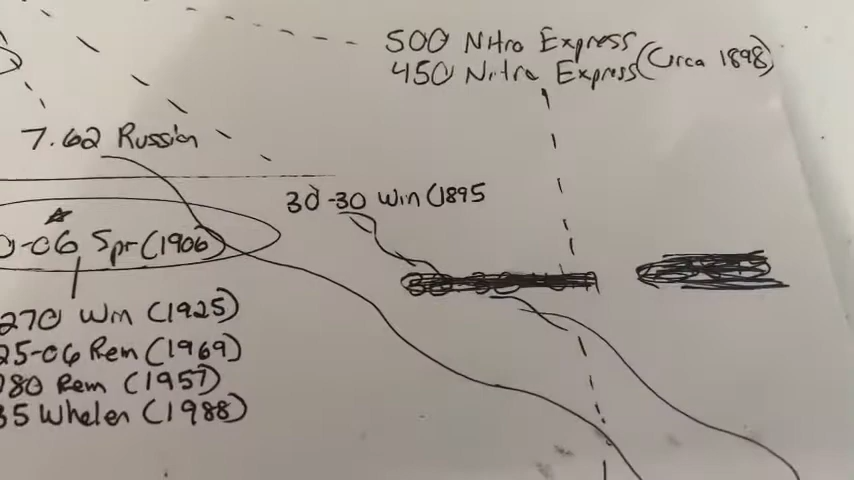 500 Nitro Express
450 Nitro Express (Circa 1898)
7.62 Russian
30-30 Win (1895
0-06 Spr (1906)
270 Win (1925)
25-06 Rem (1969)
280 Rem (1957)
35 Whelen (1988)